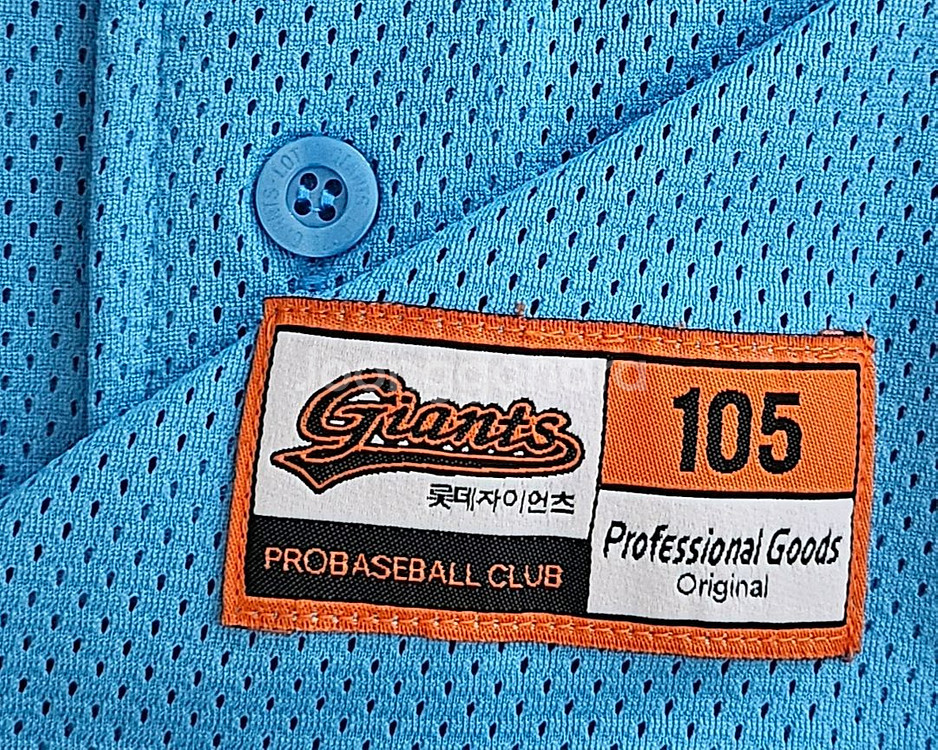 Giants
롯데자이언츠
PROBASEBALL CLUB
105
Professional Goods
Original